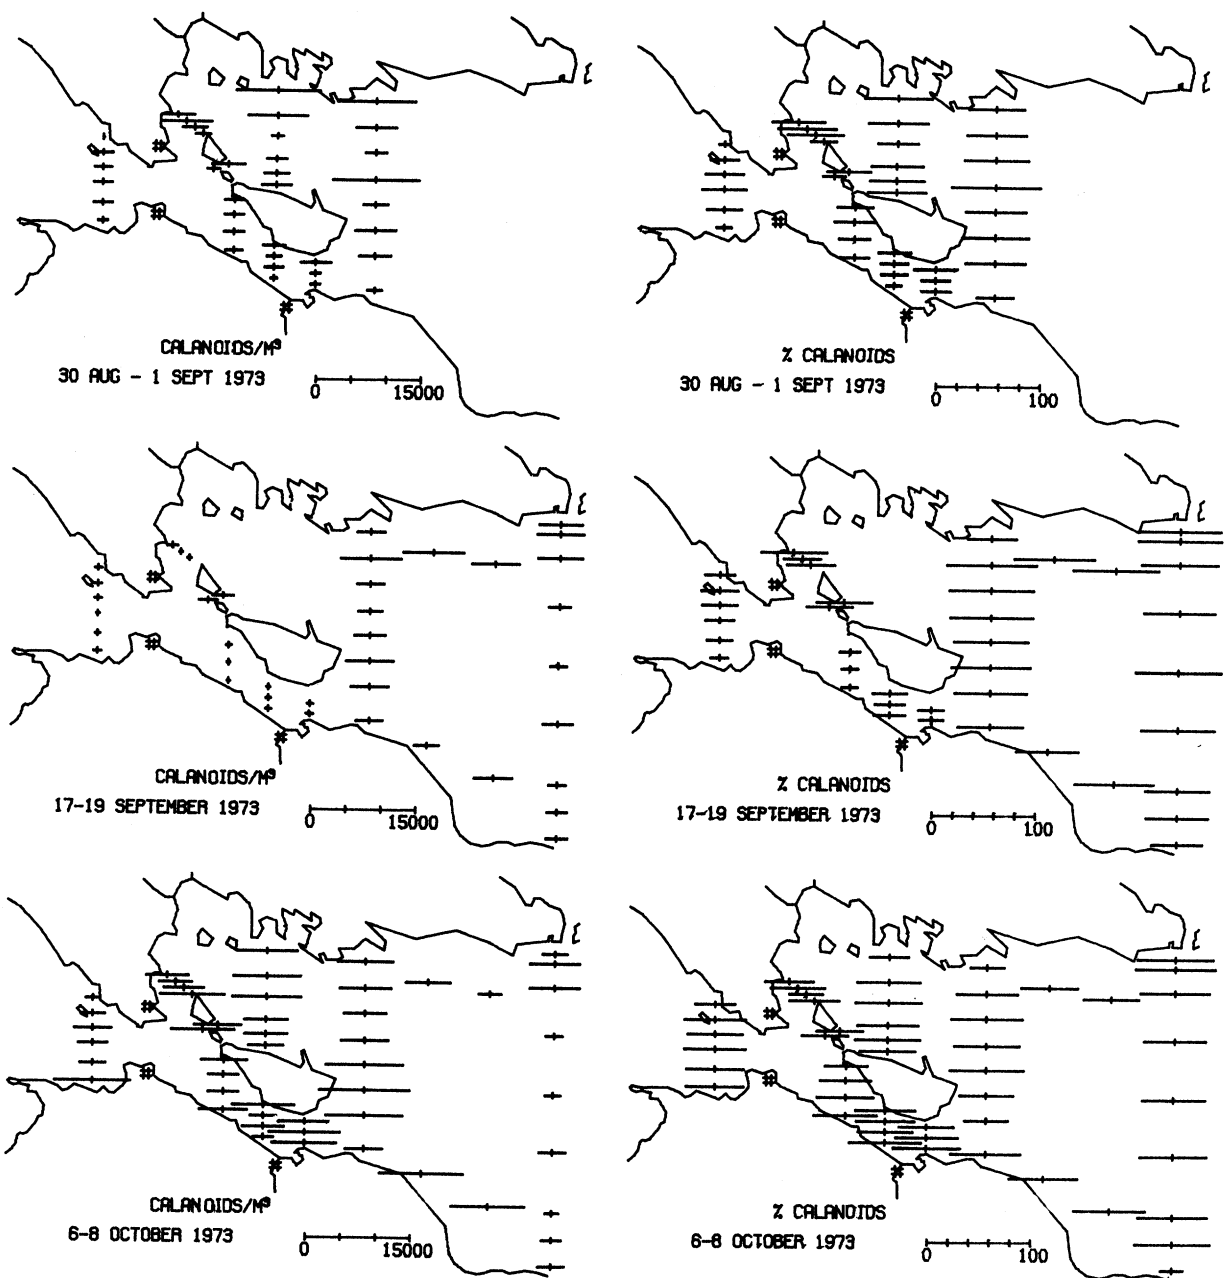 CALANOIDS/M³
30 AUG - 1 SEPT 1973
0 15000
% CALANOIDS
30 AUG - 1 SEPT 1973
0 100
CALANOIDS/M³
17-19 SEPTEMBER 1973
0 15000
% CALANOIDS
17-19 SEPTEMBER 1973
0 100
CALANOIDS/M³
6-8 OCTOBER 1973
0 15000
% CALANOIDS
6-8 OCTOBER 1973
0 100